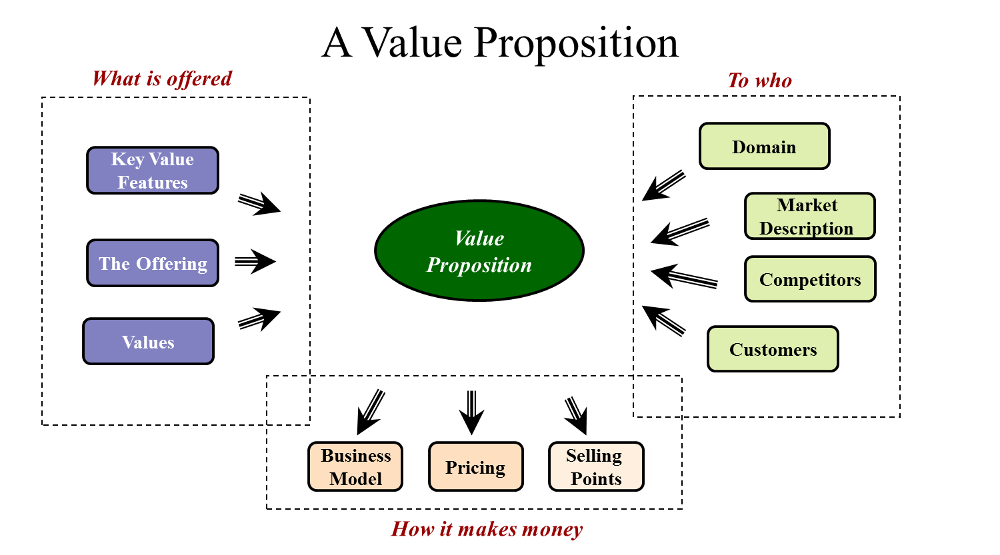 A Value Proposition
What is offered
To who
Key Value
Features
The Offering
Values
Value
Proposition
Domain
Market
Description
Competitors
Customers
Business
Model
Pricing
Selling
Points
How it makes money